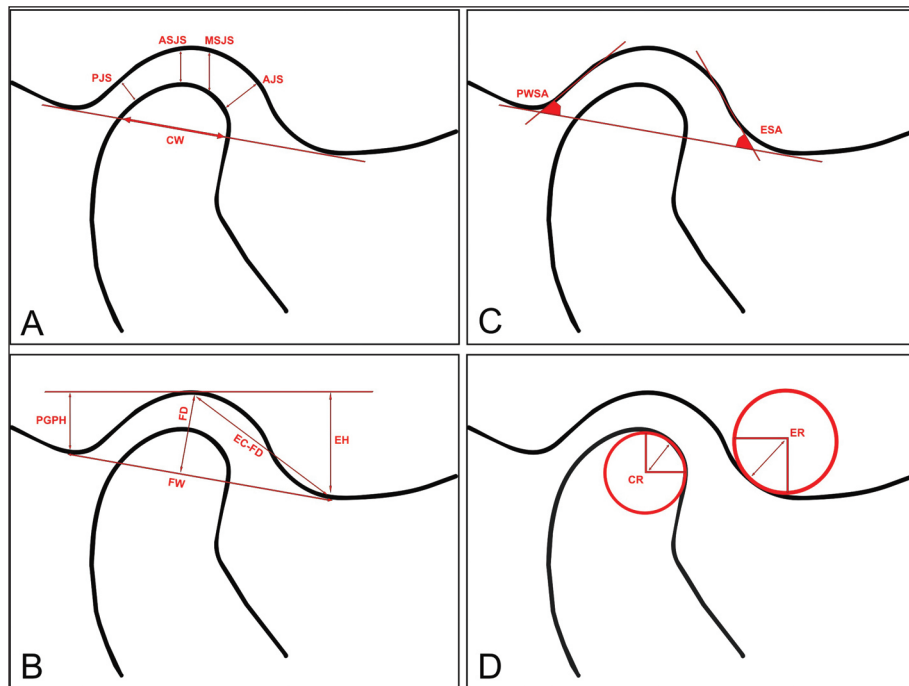 ASJS MSJS
PJS
AJS
CW
A
PWSA
ESA
C
PGPH
FD
EC-FD
EH
FW
B
ER
CR
D